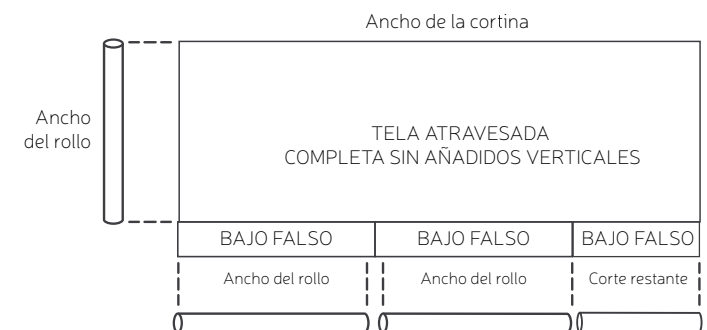 Ancho de la cortina
Ancho
del rollo
TELA ATRAVESADA
COMPLETA SIN AÑADIDOS VERTICALES
BAJO FALSO
BAJO FALSO
BAJO FALSO
Ancho del rollo
Ancho del rollo
Corte restante